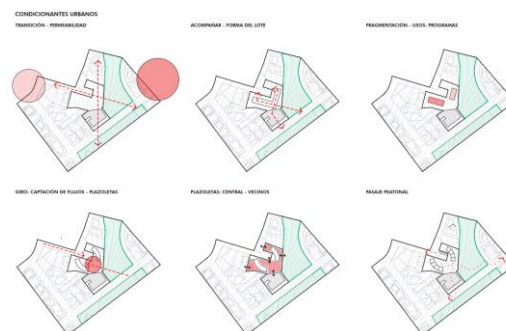 CONDICIONANTES URBANOS
TRANSICIÓN - PERMEABILIDAD
ACOMPAÑAR - FORMA DEL LOTE
FRAGMENTACIÓN - USOS: PROGRAMAS
GIRO: CAPTACIÓN DE FLUJOS - PLAZOLETAS
PLAZOLETAS: CENTRAL - VECINOS
PASAJE PEATONAL